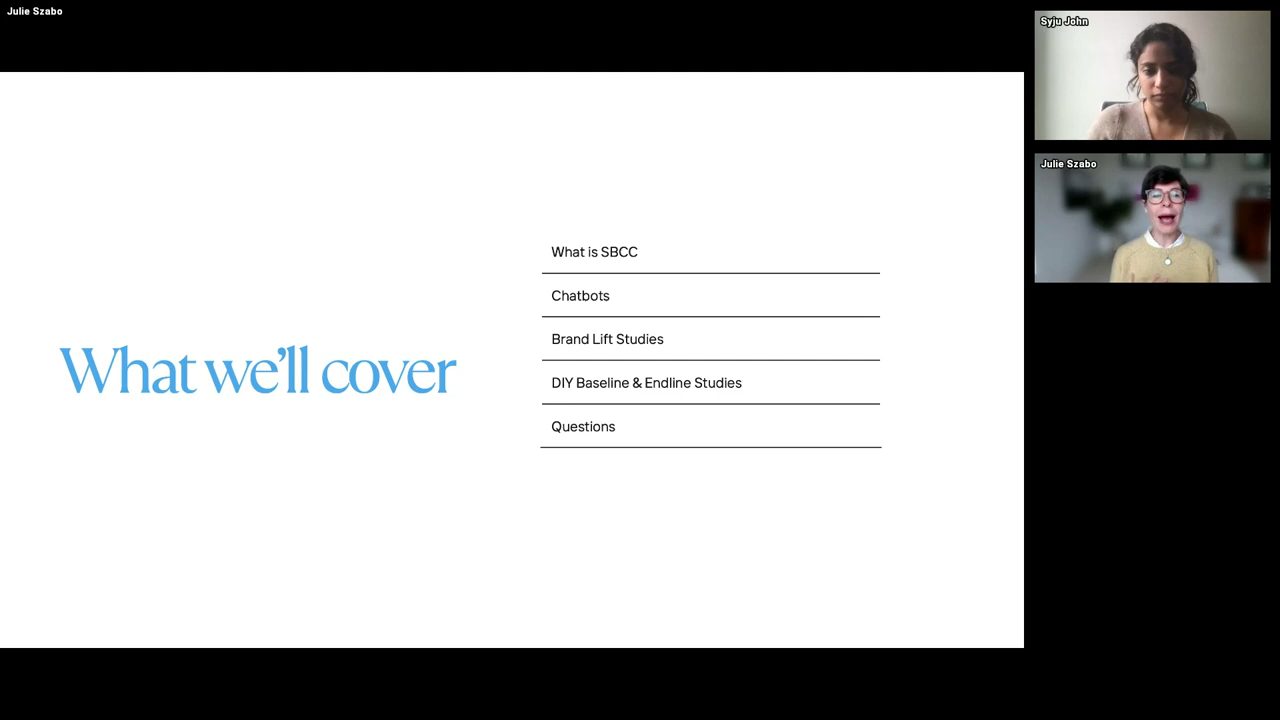 Julie Szabo
Syju John
Julie Szabo
What we'll cover
What is SBCC
Chatbots
Brand Lift Studies
DIY Baseline & Endline Studies
Questions